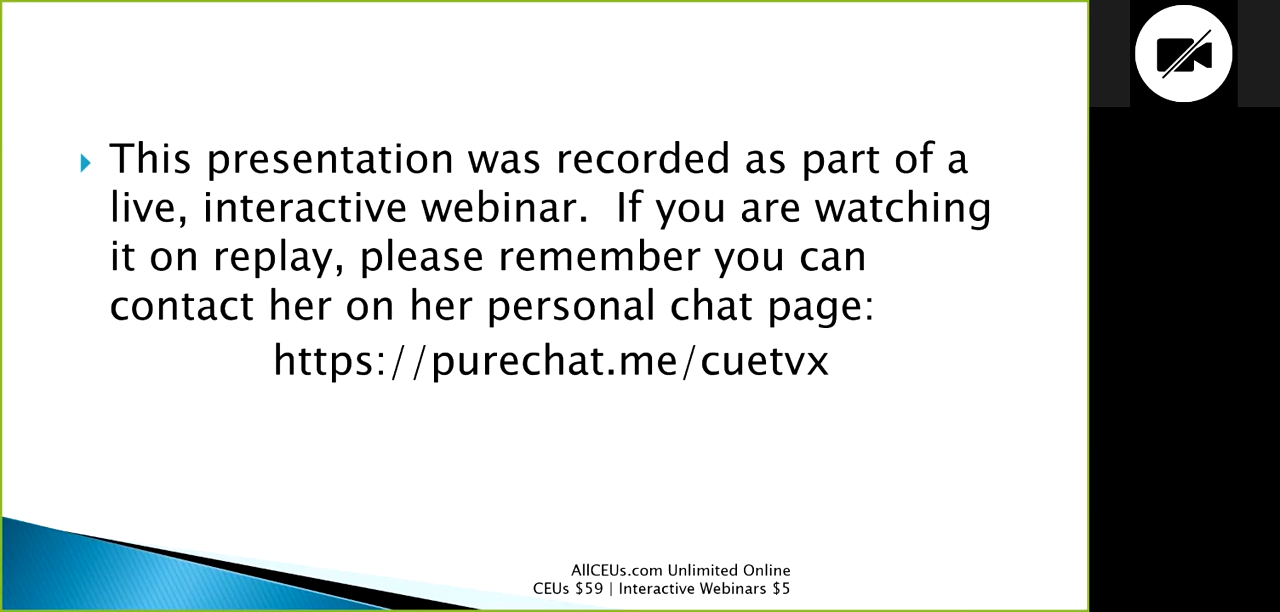 This presentation was recorded as part of a
live, interactive webinar.  If you are watching
it on replay, please remember you can
contact her on her personal chat page:
https://purechat.me/cuetvx
AllCEUs.com Unlimited Online
CEUs $59 | Interactive Webinars $5